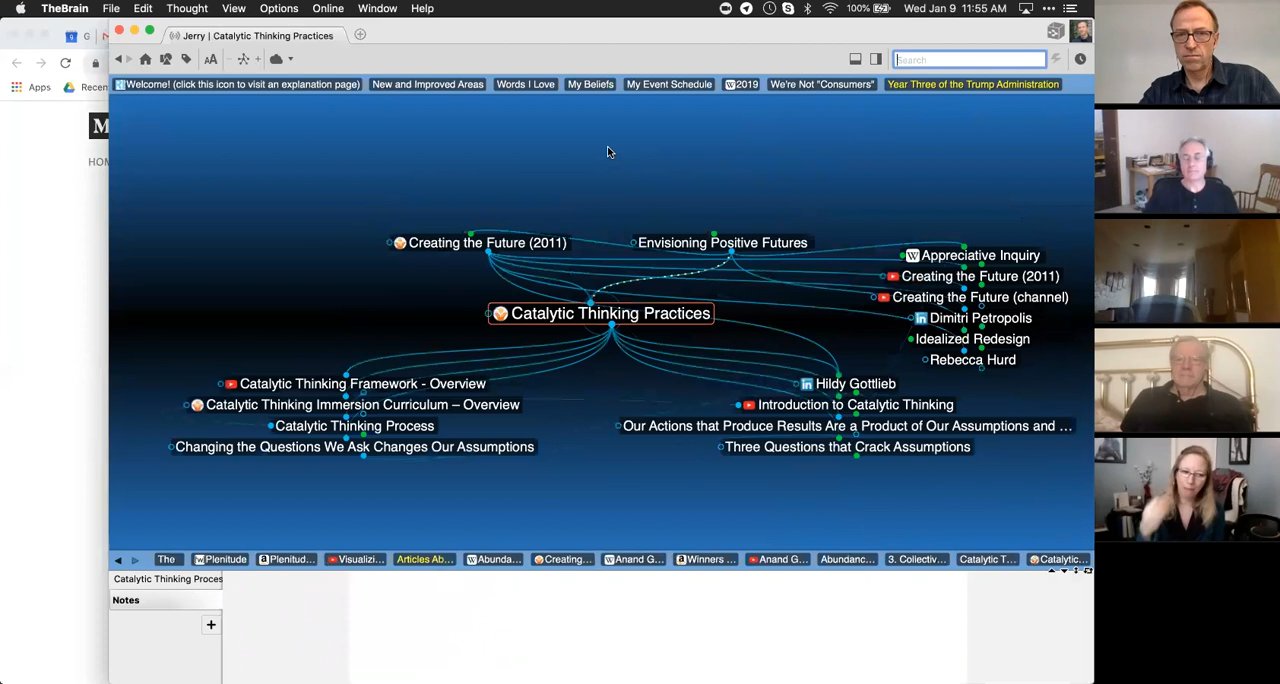 TheBrain File Edit Thought View Options Online Window Help 100% Wed Jan 9 11:55 AM
G
Jerry | Catalytic Thinking Practices
AA
Search
Apps Recen
Welcome! (click this icon to visit an explanation page) New and Improved Areas Words I Love My Beliefs My Event Schedule W 2019 We're Not "Consumers" Year Three of the Trump Administration
M
HOM
Creating the Future (2011) Envisioning Positive Futures
W Appreciative Inquiry
Creating the Future (2011)
Creating the Future (channel)
Catalytic Thinking Practices
in Dimitri Petropolis
Idealized Redesign
Rebecca Hurd
Catalytic Thinking Framework - Overview
Catalytic Thinking Immersion Curriculum – Overview
Catalytic Thinking Process
Changing the Questions We Ask Changes Our Assumptions
in Hildy Gottlieb
Introduction to Catalytic Thinking
Our Actions that Produce Results Are a Product of Our Assumptions and ...
Three Questions that Crack Assumptions
The W Plenitude a Plenitud... Visualizi... Articles Ab... W Abunda... Creating... W Anand G... a Winners ... Anand G... Abundanc... 3. Collectiv... Catalytic T... Catalytic...
Catalytic Thinking Proces
Notes
+